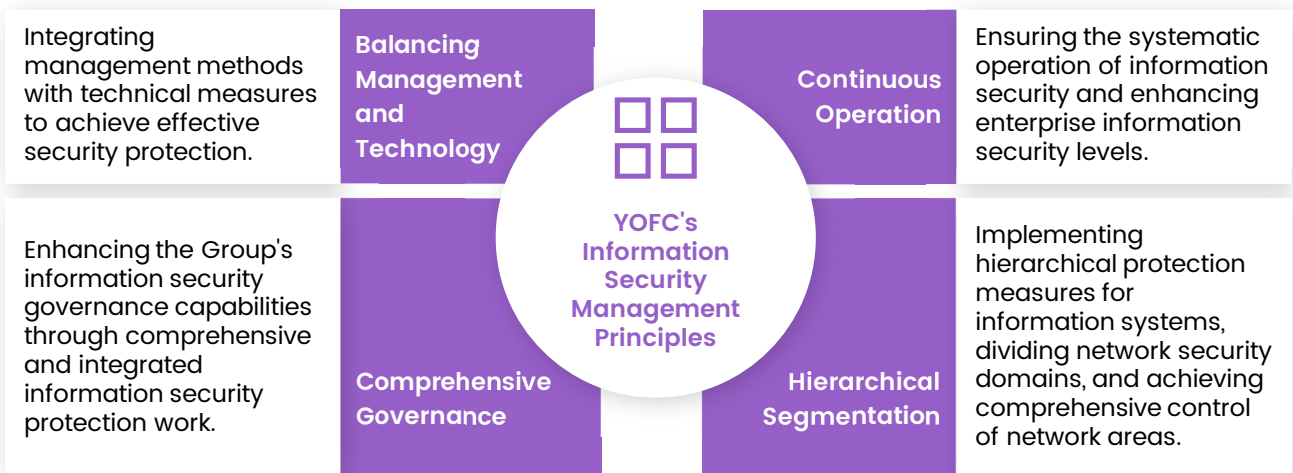 Integrating
management methods
with technical measures
to achieve effective
security protection.
Balancing
Management
and
Technology
Continuous
Operation
Ensuring the systematic
operation of information
security and enhancing
enterprise information
security levels.
YOFC's
Information
Security
Management
Principles
Enhancing the Group's
information security
governance capabilities
through comprehensive
and integrated
information security
protection work.
Comprehensive
Governance
Hierarchical
Segmentation
Implementing
hierarchical protection
measures for
information systems,
dividing network security
domains, and achieving
comprehensive control
of network areas.